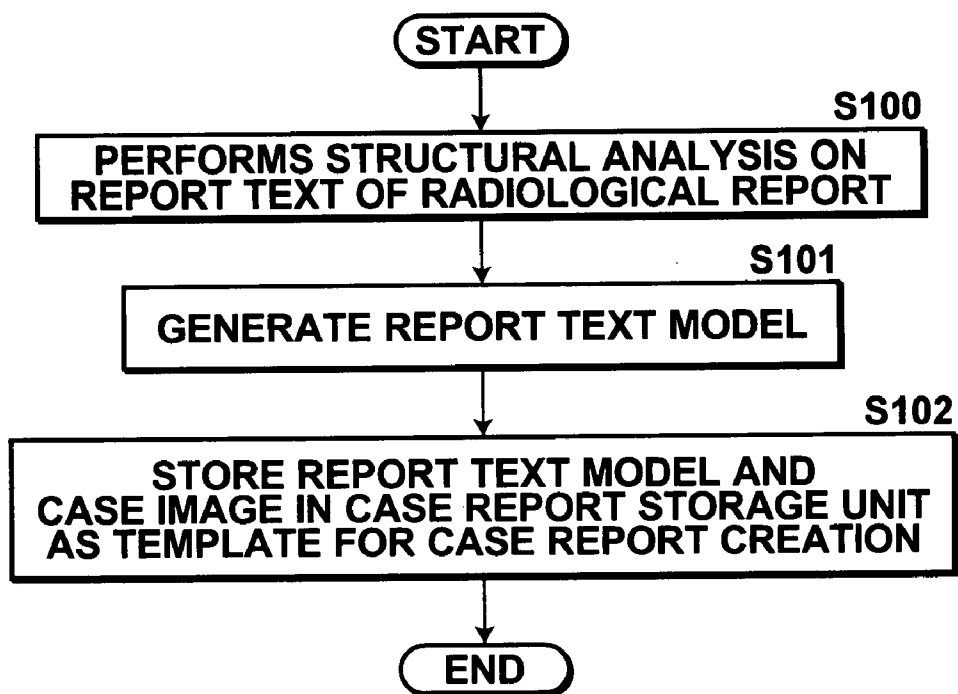 START
S100
PERFORMS STRUCTURAL ANALYSIS ON
REPORT TEXT OF RADIOLOGICAL REPORT
S101
GENERATE REPORT TEXT MODEL
S102
STORE REPORT TEXT MODEL AND
CASE IMAGE IN CASE REPORT STORAGE UNIT
AS TEMPLATE FOR CASE REPORT CREATION
END